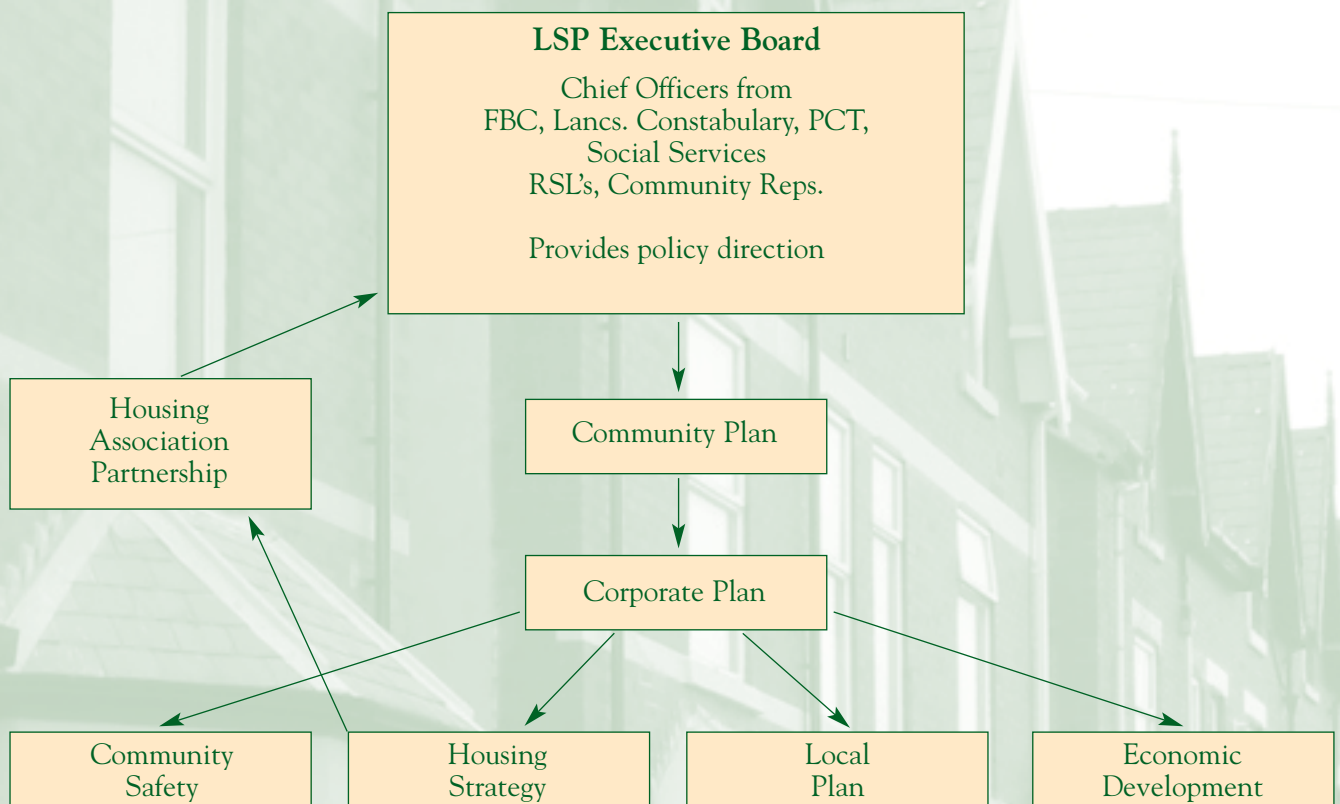 LSP Executive Board
Chief Officers from
FBC, Lancs. Constabulary, PCT,
Social Services
RSL's, Community Reps.
Provides policy direction
Housing
Association
Partnership
Community Plan
Corporate Plan
Community
Safety
Housing
Strategy
Local
Plan
Economic
Development